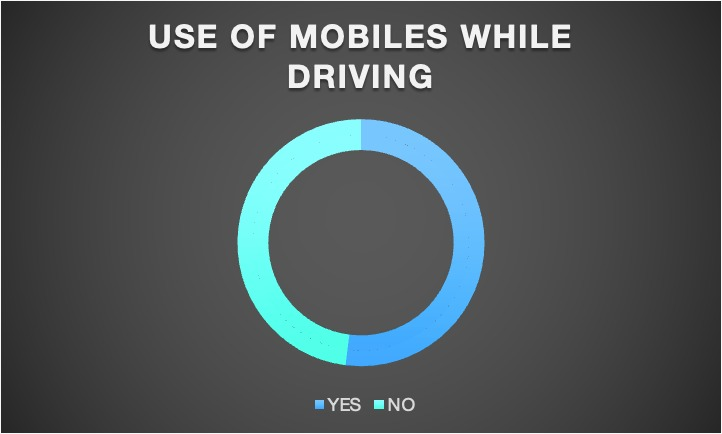 USE OF MOBILES WHILE
DRIVING
YES NO